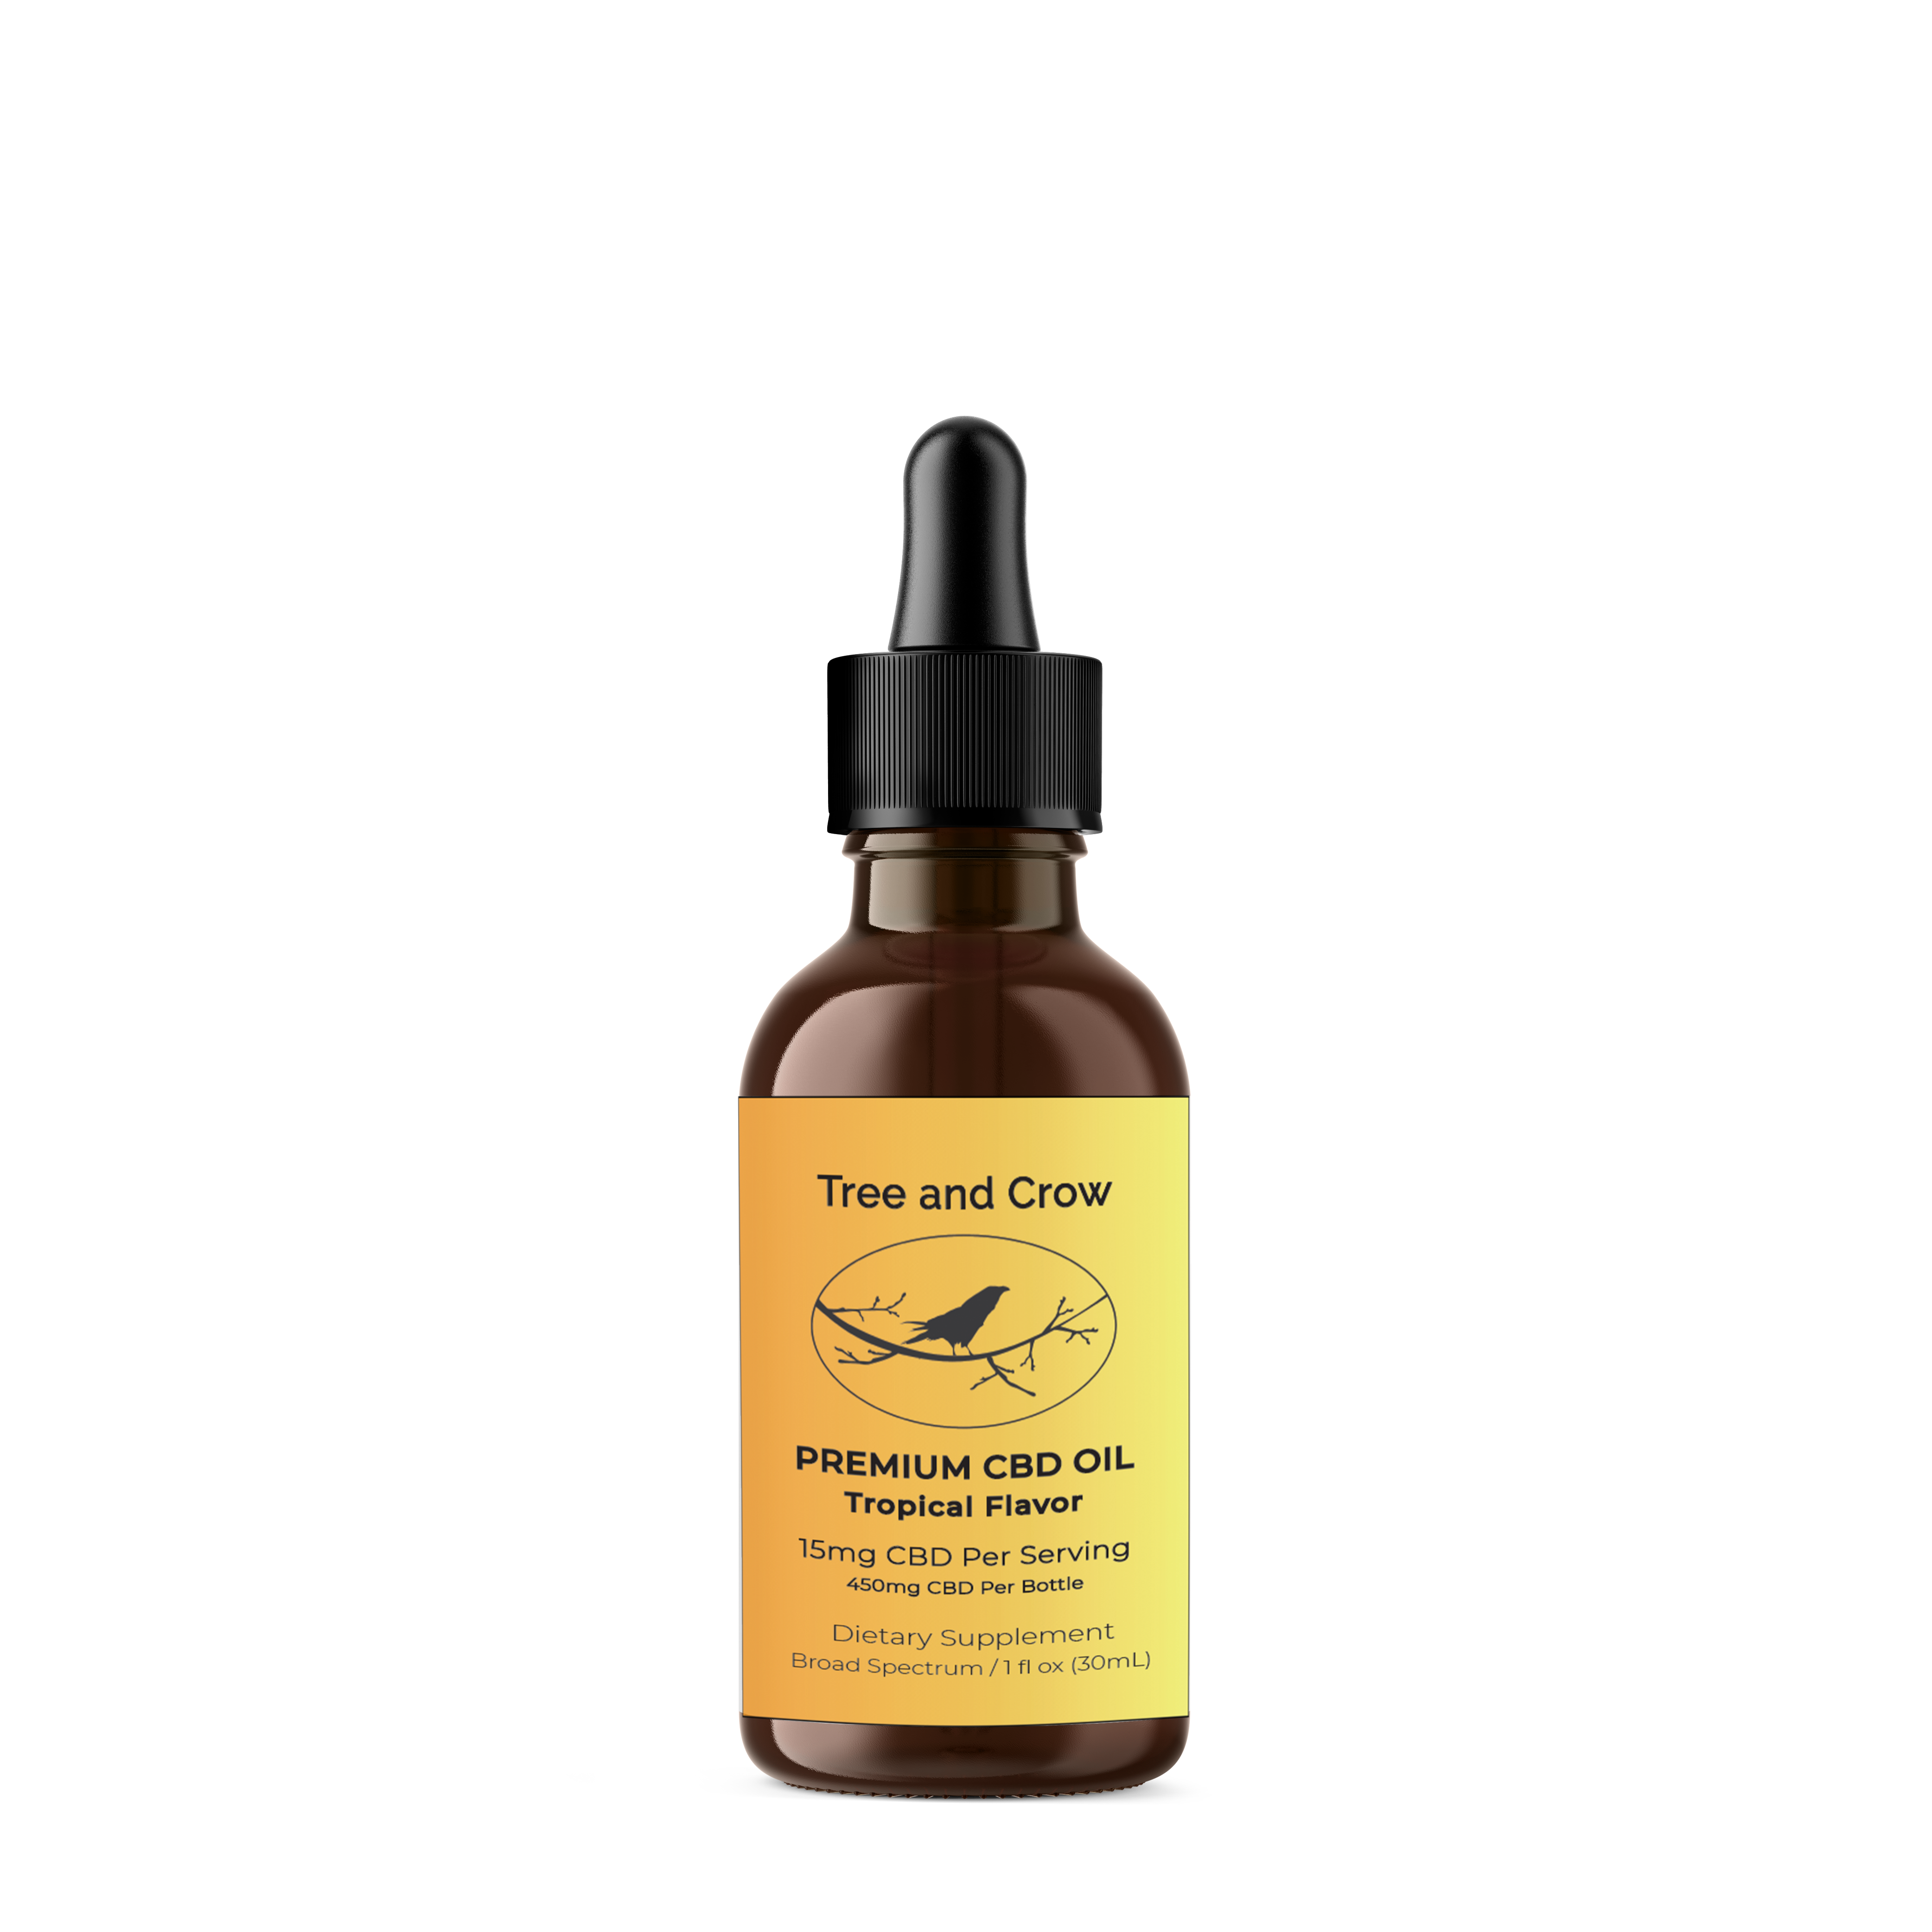 Tree and Crow
PREMIUM CBD OIL
Tropical Flavor
15mg CBD Per Serving
450mg CBD Per Bottle
Dietary Supplement
Broad Spectrum / 1 fl ox (30mL)